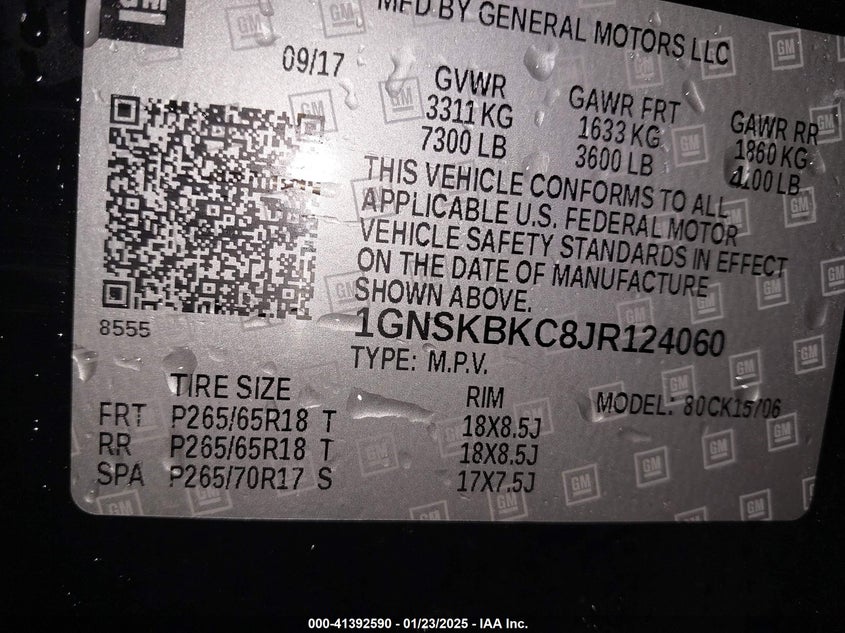 GM
MFD BY GENERAL MOTORS LLC
09/17
GVWR
3311 KG
7300 LB
GAWR FRT
1633 KG
3600 LB
GAWR RR
1860 KG
4100 LB
THIS VEHICLE CONFORMS TO ALL
APPLICABLE U.S. FEDERAL MOTOR
VEHICLE SAFETY STANDARDS IN EFFECT
ON THE DATE OF MANUFACTURE
SHOWN ABOVE.
1GNSKBKC8JR124060
8555
TYPE: M.P.V.
TIRE SIZE RIM MODEL: 80CK15706
FRT P265/65R18 T 18X8.5J
RR P265/65R18 T 18X8.5J
SPA P265/70R17 S 17X7.5J
000-41392590 - 01/23/2025 - IAA Inc.